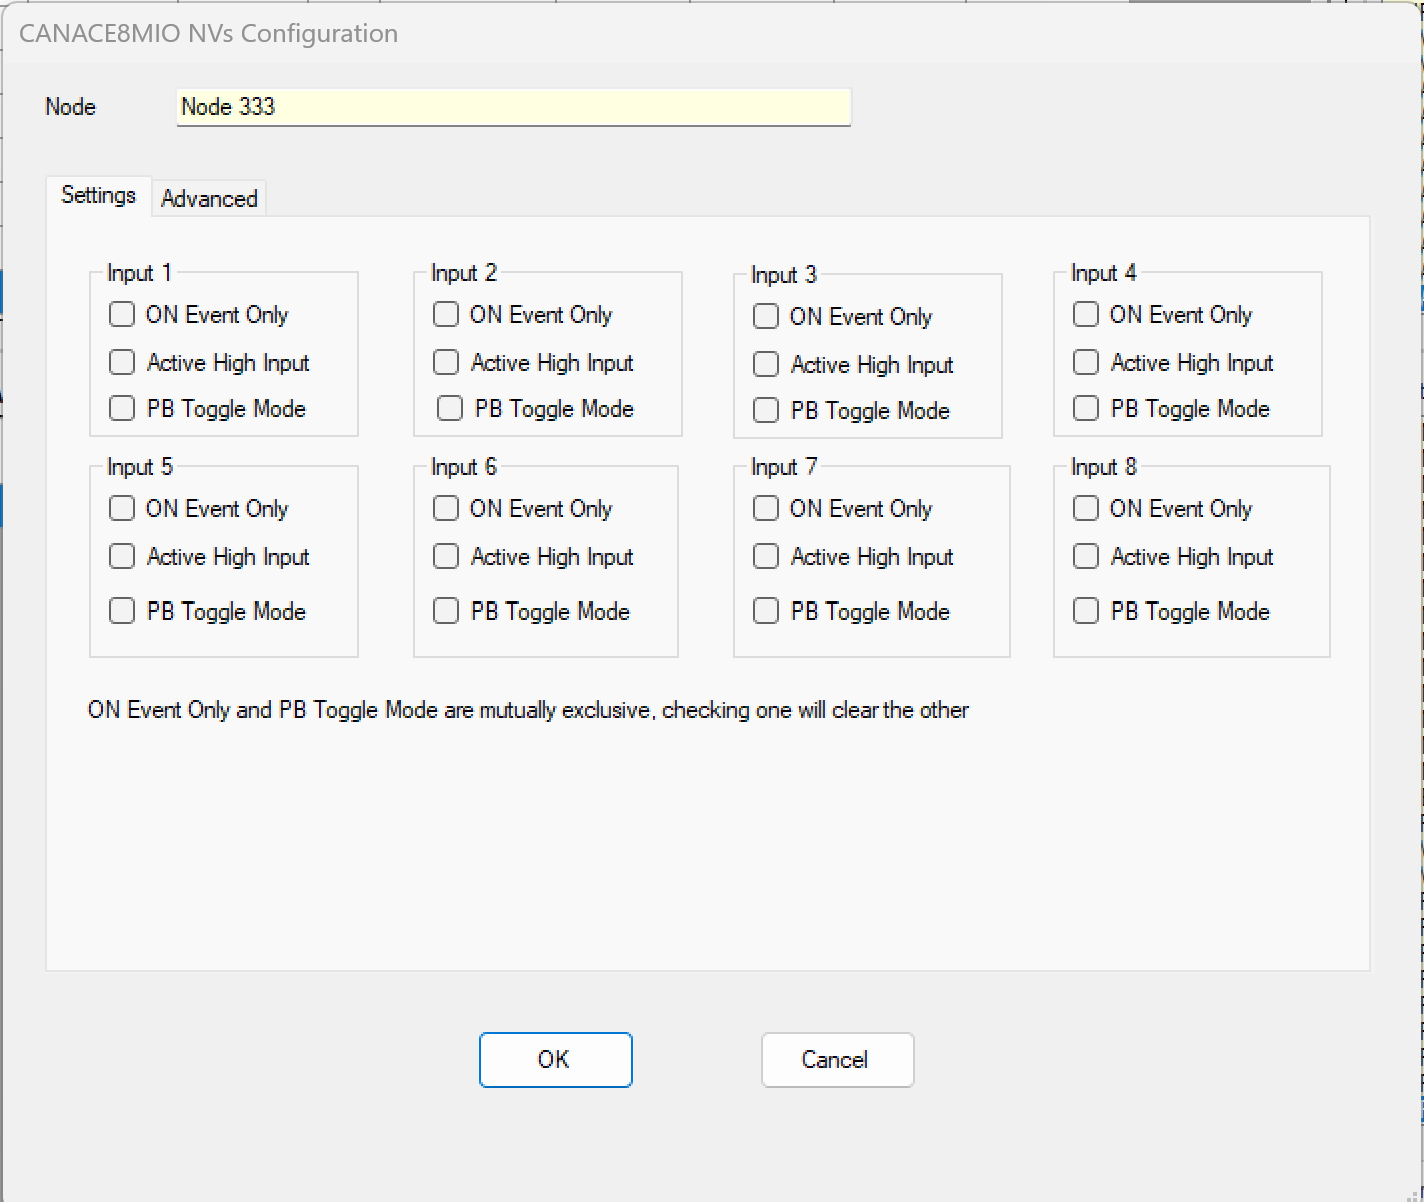 CANACE8MIO NVs Configuration
Node Node 333
Settings Advanced
Input 1 Input 2 Input 3 Input 4
ON Event Only ON Event Only ON Event Only ON Event Only
Active High Input Active High Input Active High Input Active High Input
PB Toggle Mode PB Toggle Mode PB Toggle Mode PB Toggle Mode
Input 5 Input 6 Input 7 Input 8
ON Event Only ON Event Only ON Event Only ON Event Only
Active High Input Active High Input Active High Input Active High Input
PB Toggle Mode PB Toggle Mode PB Toggle Mode PB Toggle Mode
ON Event Only and PB Toggle Mode are mutually exclusive, checking one will clear the other
OK Cancel